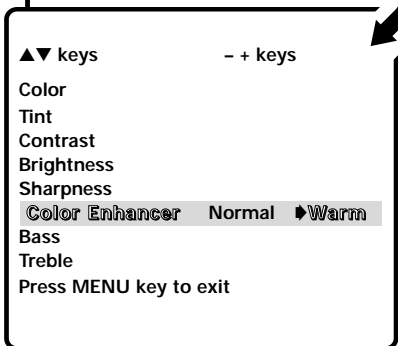 ▲▼ keys – + keys
Color
Tint
Contrast
Brightness
Sharpness
Color Enhancer Normal ➧Warm
Bass
Treble
Press MENU key to exit